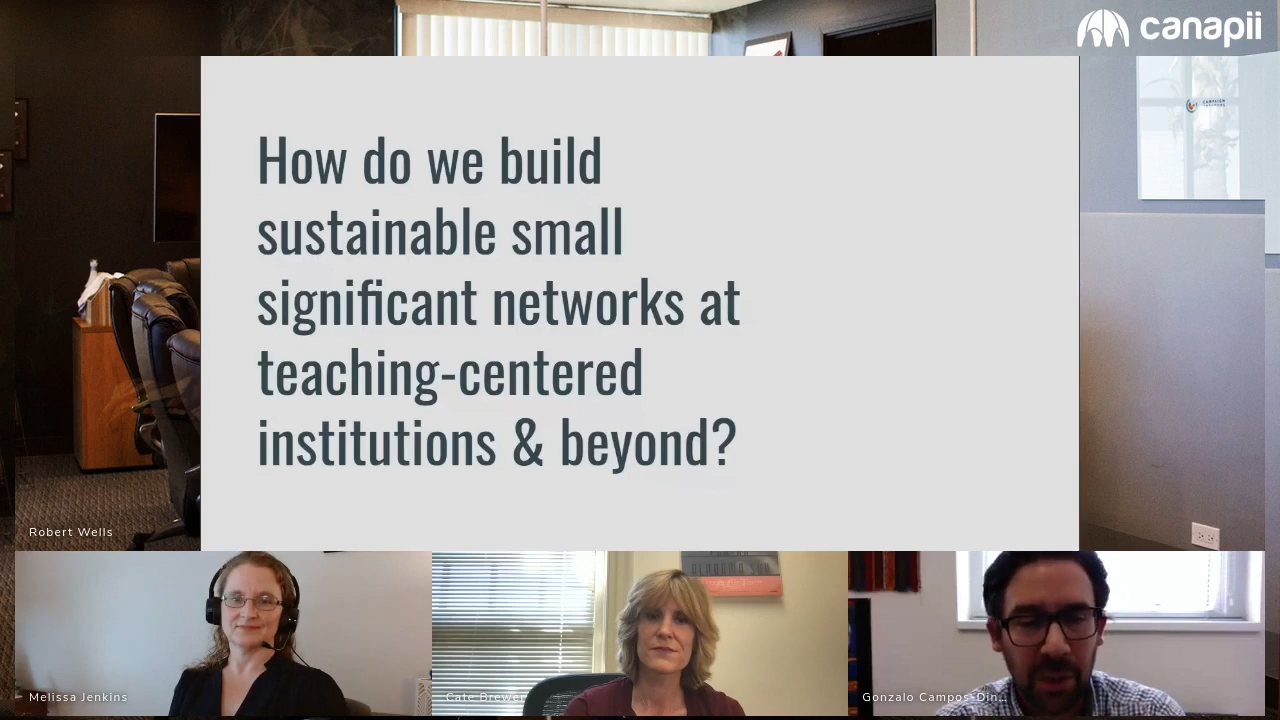 canapii
How do we build
sustainable small
significant networks at
teaching-centered
institutions & beyond?
Robert Wells
Melissa Jenkins
Cate Brewer
Gonzalo Campos-Din...